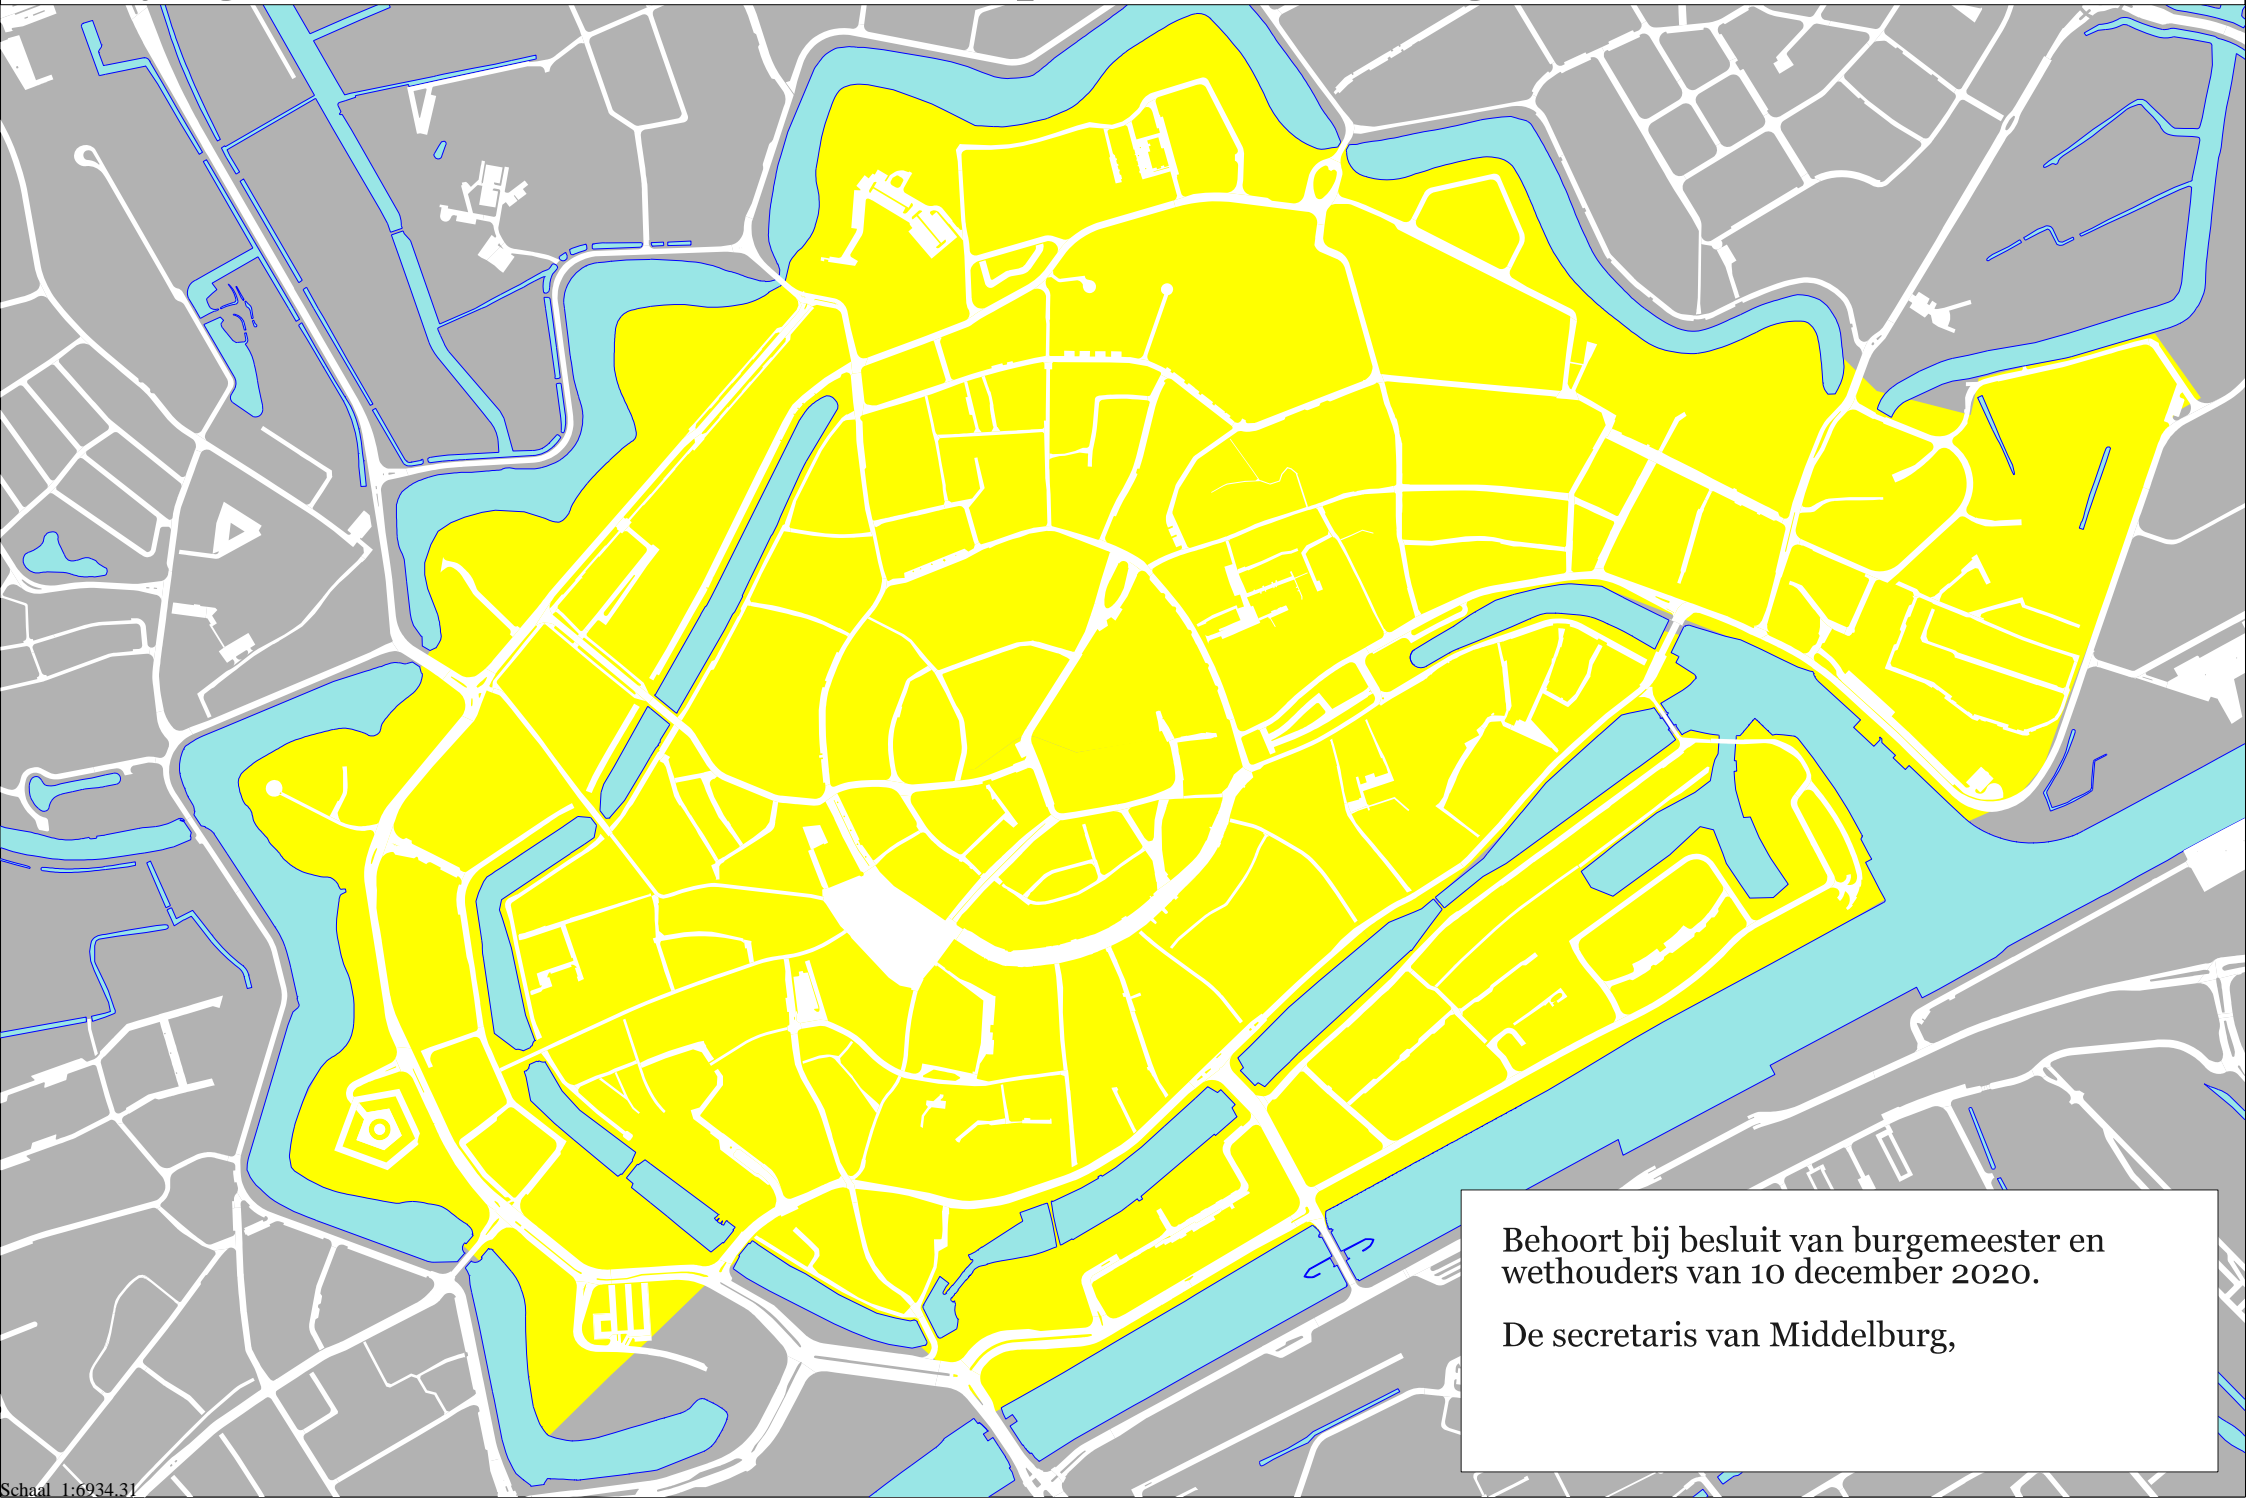 Behoort bij besluit van burgemeester en
wethouders van 10 december 2020.
De secretaris van Middelburg,
Schaal 1:6934.31